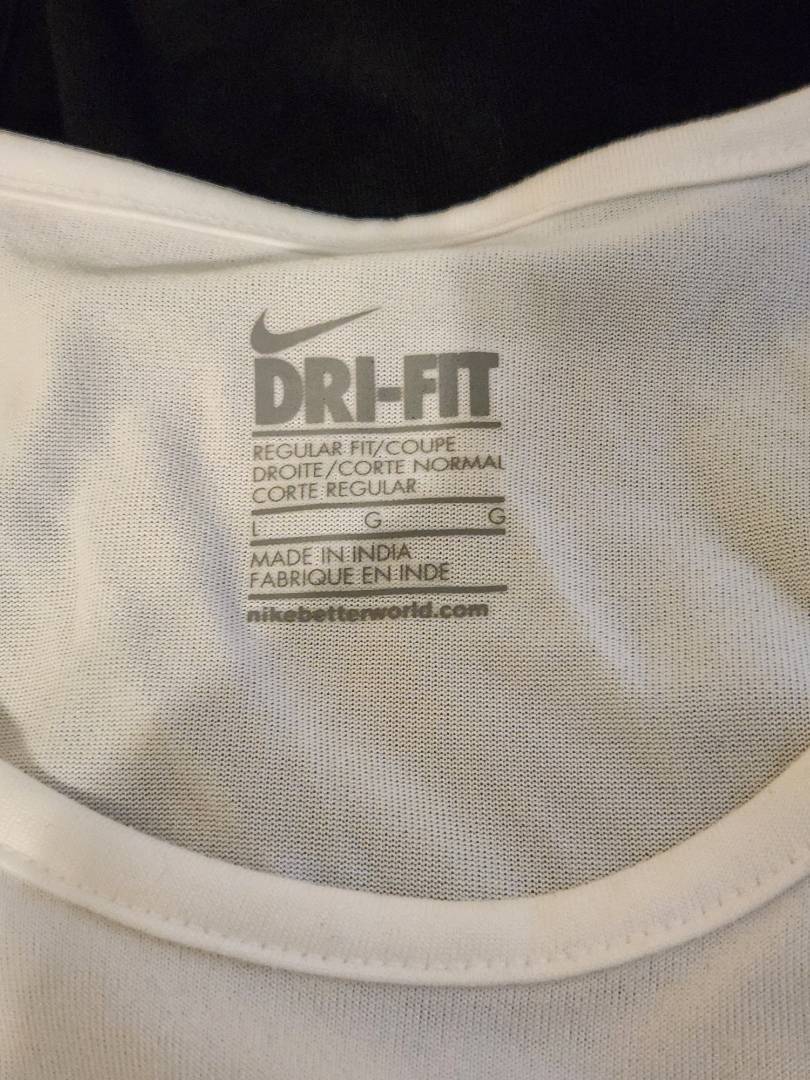 DRI-FIT
REGULAR FIT/COUPE
DROITE/CORTE NORMAL
CORTE REGULAR
L G G
MADE IN INDIA
FABRIQUE EN INDE
nikebetterworld.com